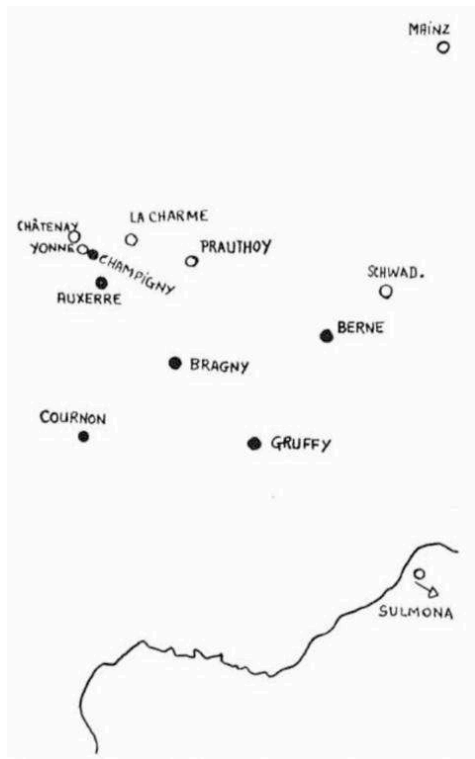 MAiNZ
LA CHARME
CHÂTENAY
YONNE
PRAUTHOY
CHAMPiGNY
SCHWAD.
AUXERRE
BERNE
BRAGNY
COURNON
GRUFFY
SULMONA